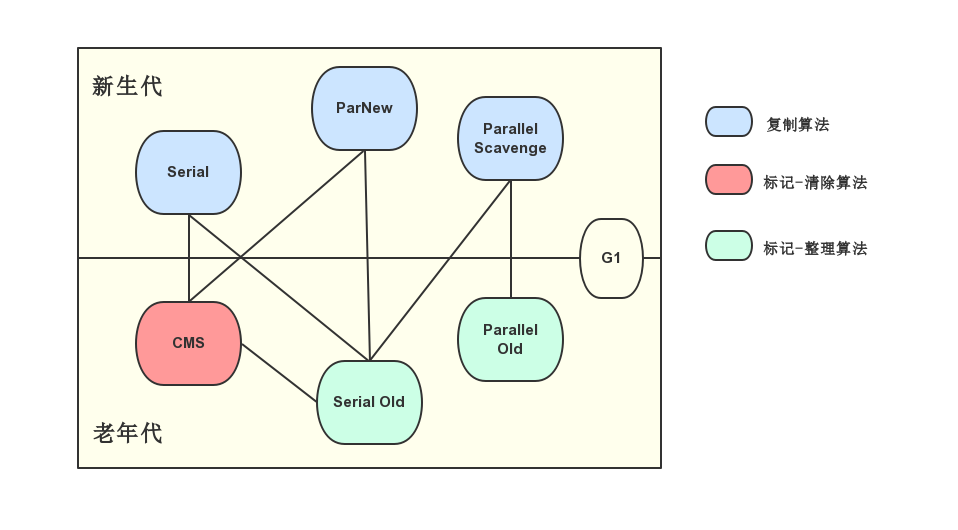 新生代
ParNew
Parallel
Scavenge
Serial
G1
CMS
Parallel
Old
Serial Old
老年代
复制算法
标记-清除算法
标记-整理算法